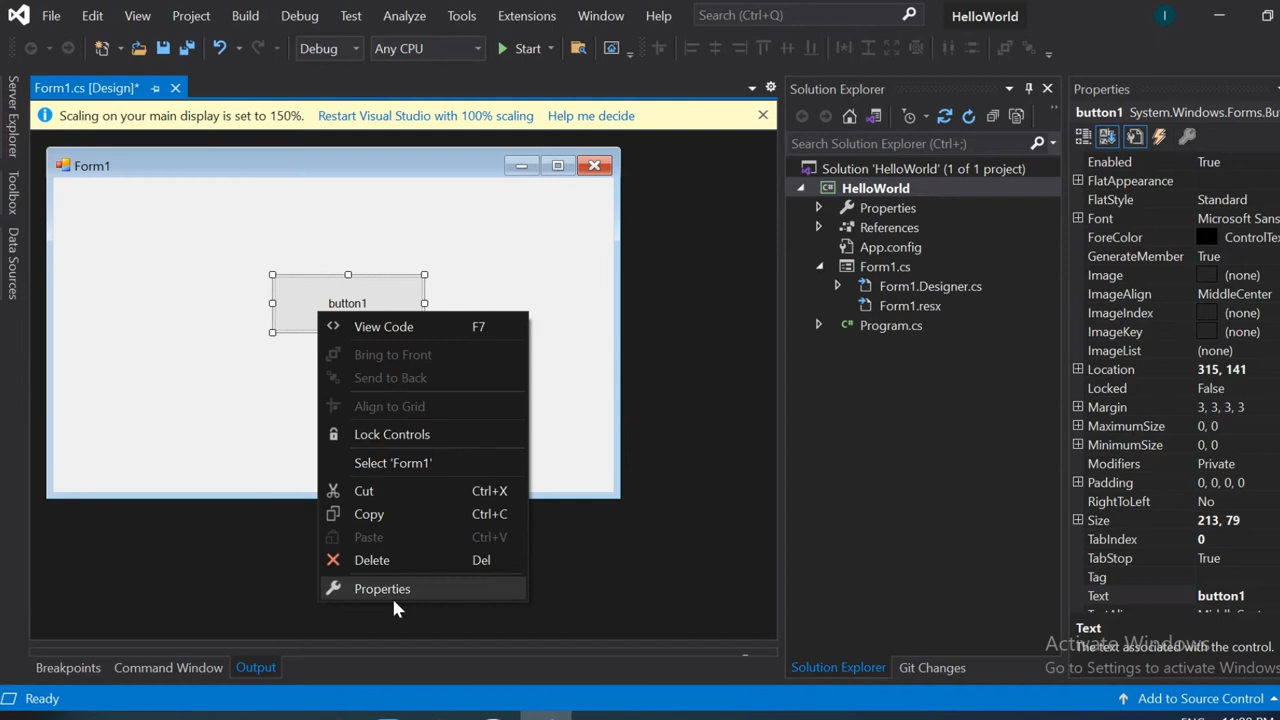 File Edit View Project Build Debug Test Analyze Tools Extensions Window Help Search (Ctrl+Q) HelloWorld I
Debug Any CPU Start
Server Explorer
Toolbox
Data Sources
Form1.cs [Design]*
Scaling on your main display is set to 150%. Restart Visual Studio with 100% scaling Help me decide
Form1
button1
View Code F7
Bring to Front
Send to Back
Align to Grid
Lock Controls
Select 'Form1'
Cut Ctrl+X
Copy Ctrl+C
Paste Ctrl+V
Delete Del
Properties
Breakpoints Command Window Output
Solution Explorer
Search Solution Explorer (Ctrl+;)
Solution 'HelloWorld' (1 of 1 project)
C# HelloWorld
Properties
References
App.config
Form1.cs
Form1.Designer.cs
Form1.resx
C# Program.cs
Solution Explorer Git Changes
Properties
button1 System.Windows.Forms.Bu
Enabled True
FlatAppearance
FlatStyle Standard
Font Microsoft Sans
ForeColor ControlTex
GenerateMember True
Image (none)
ImageAlign MiddleCenter
ImageIndex (none)
ImageKey (none)
ImageList (none)
Location 315, 141
Locked False
Margin 3, 3, 3, 3
MaximumSize 0, 0
MinimumSize 0, 0
Modifiers Private
Padding 0, 0, 0, 0
RightToLeft No
Size 213, 79
TabIndex 0
TabStop True
Tag
Text button1
Text
The text associated with the control.
Activate Windows
Go to Settings to activate Windows
Ready Add to Source Control